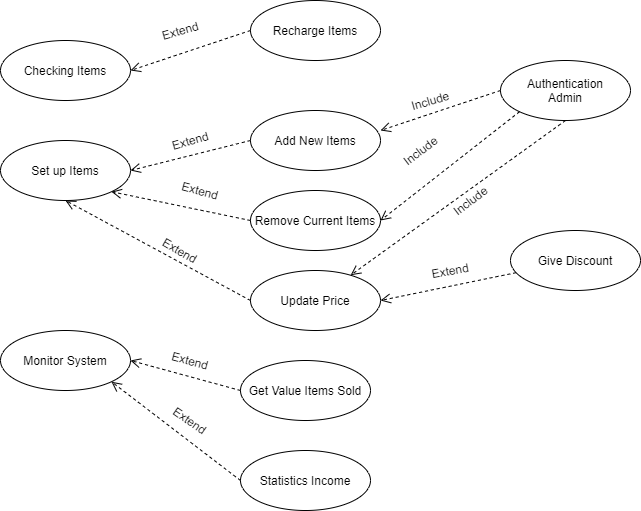 Extend
Recharge Items
Checking Items
Authentication
Admin
Include
Extend
Add New Items
Include
Set up Items
Extend
Include
Remove Current Items
Extend
Give Discount
Extend
Update Price
Monitor System
Extend
Get Value Items Sold
Extend
Statistics Income